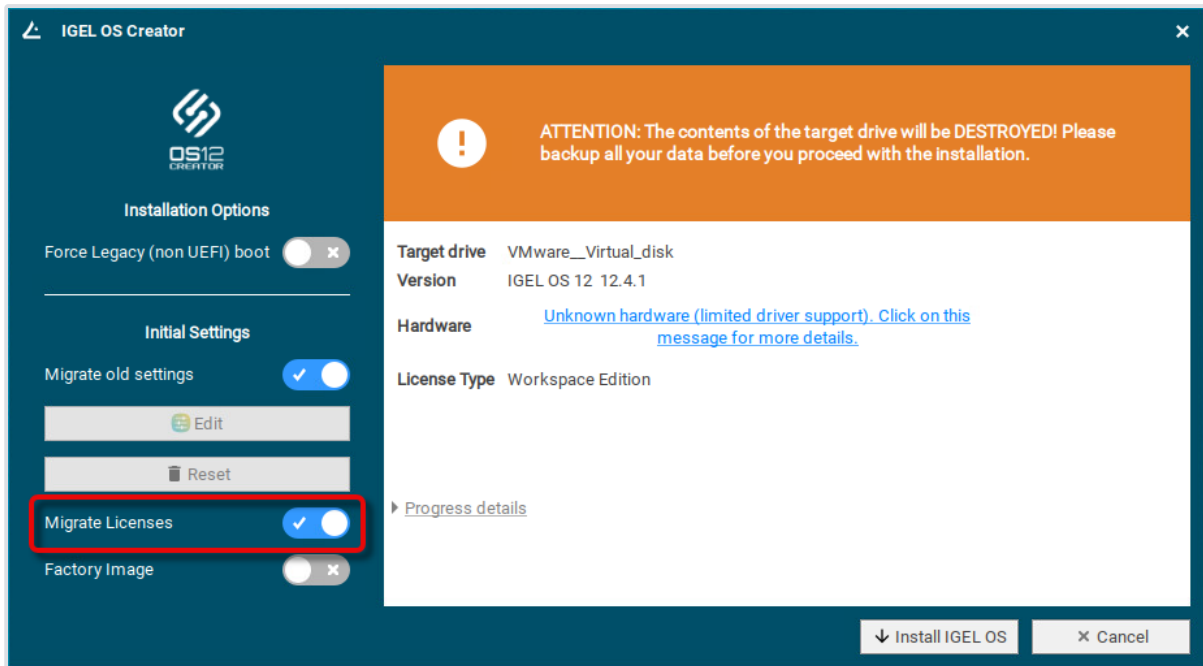 IGEL OS Creator
OS12
CREATOR
Installation Options
Force Legacy (non UEFI) boot
Initial Settings
Migrate old settings
Edit
Reset
Migrate Licenses
Factory Image
ATTENTION: The contents of the target drive will be DESTROYED! Please
backup all your data before you proceed with the installation.
Target drive VMware__Virtual_disk
Version IGEL OS 12 12.4.1
Hardware Unknown hardware (limited driver support). Click on this
message for more details.
License Type Workspace Edition
Progress details
Install IGEL OS
Cancel